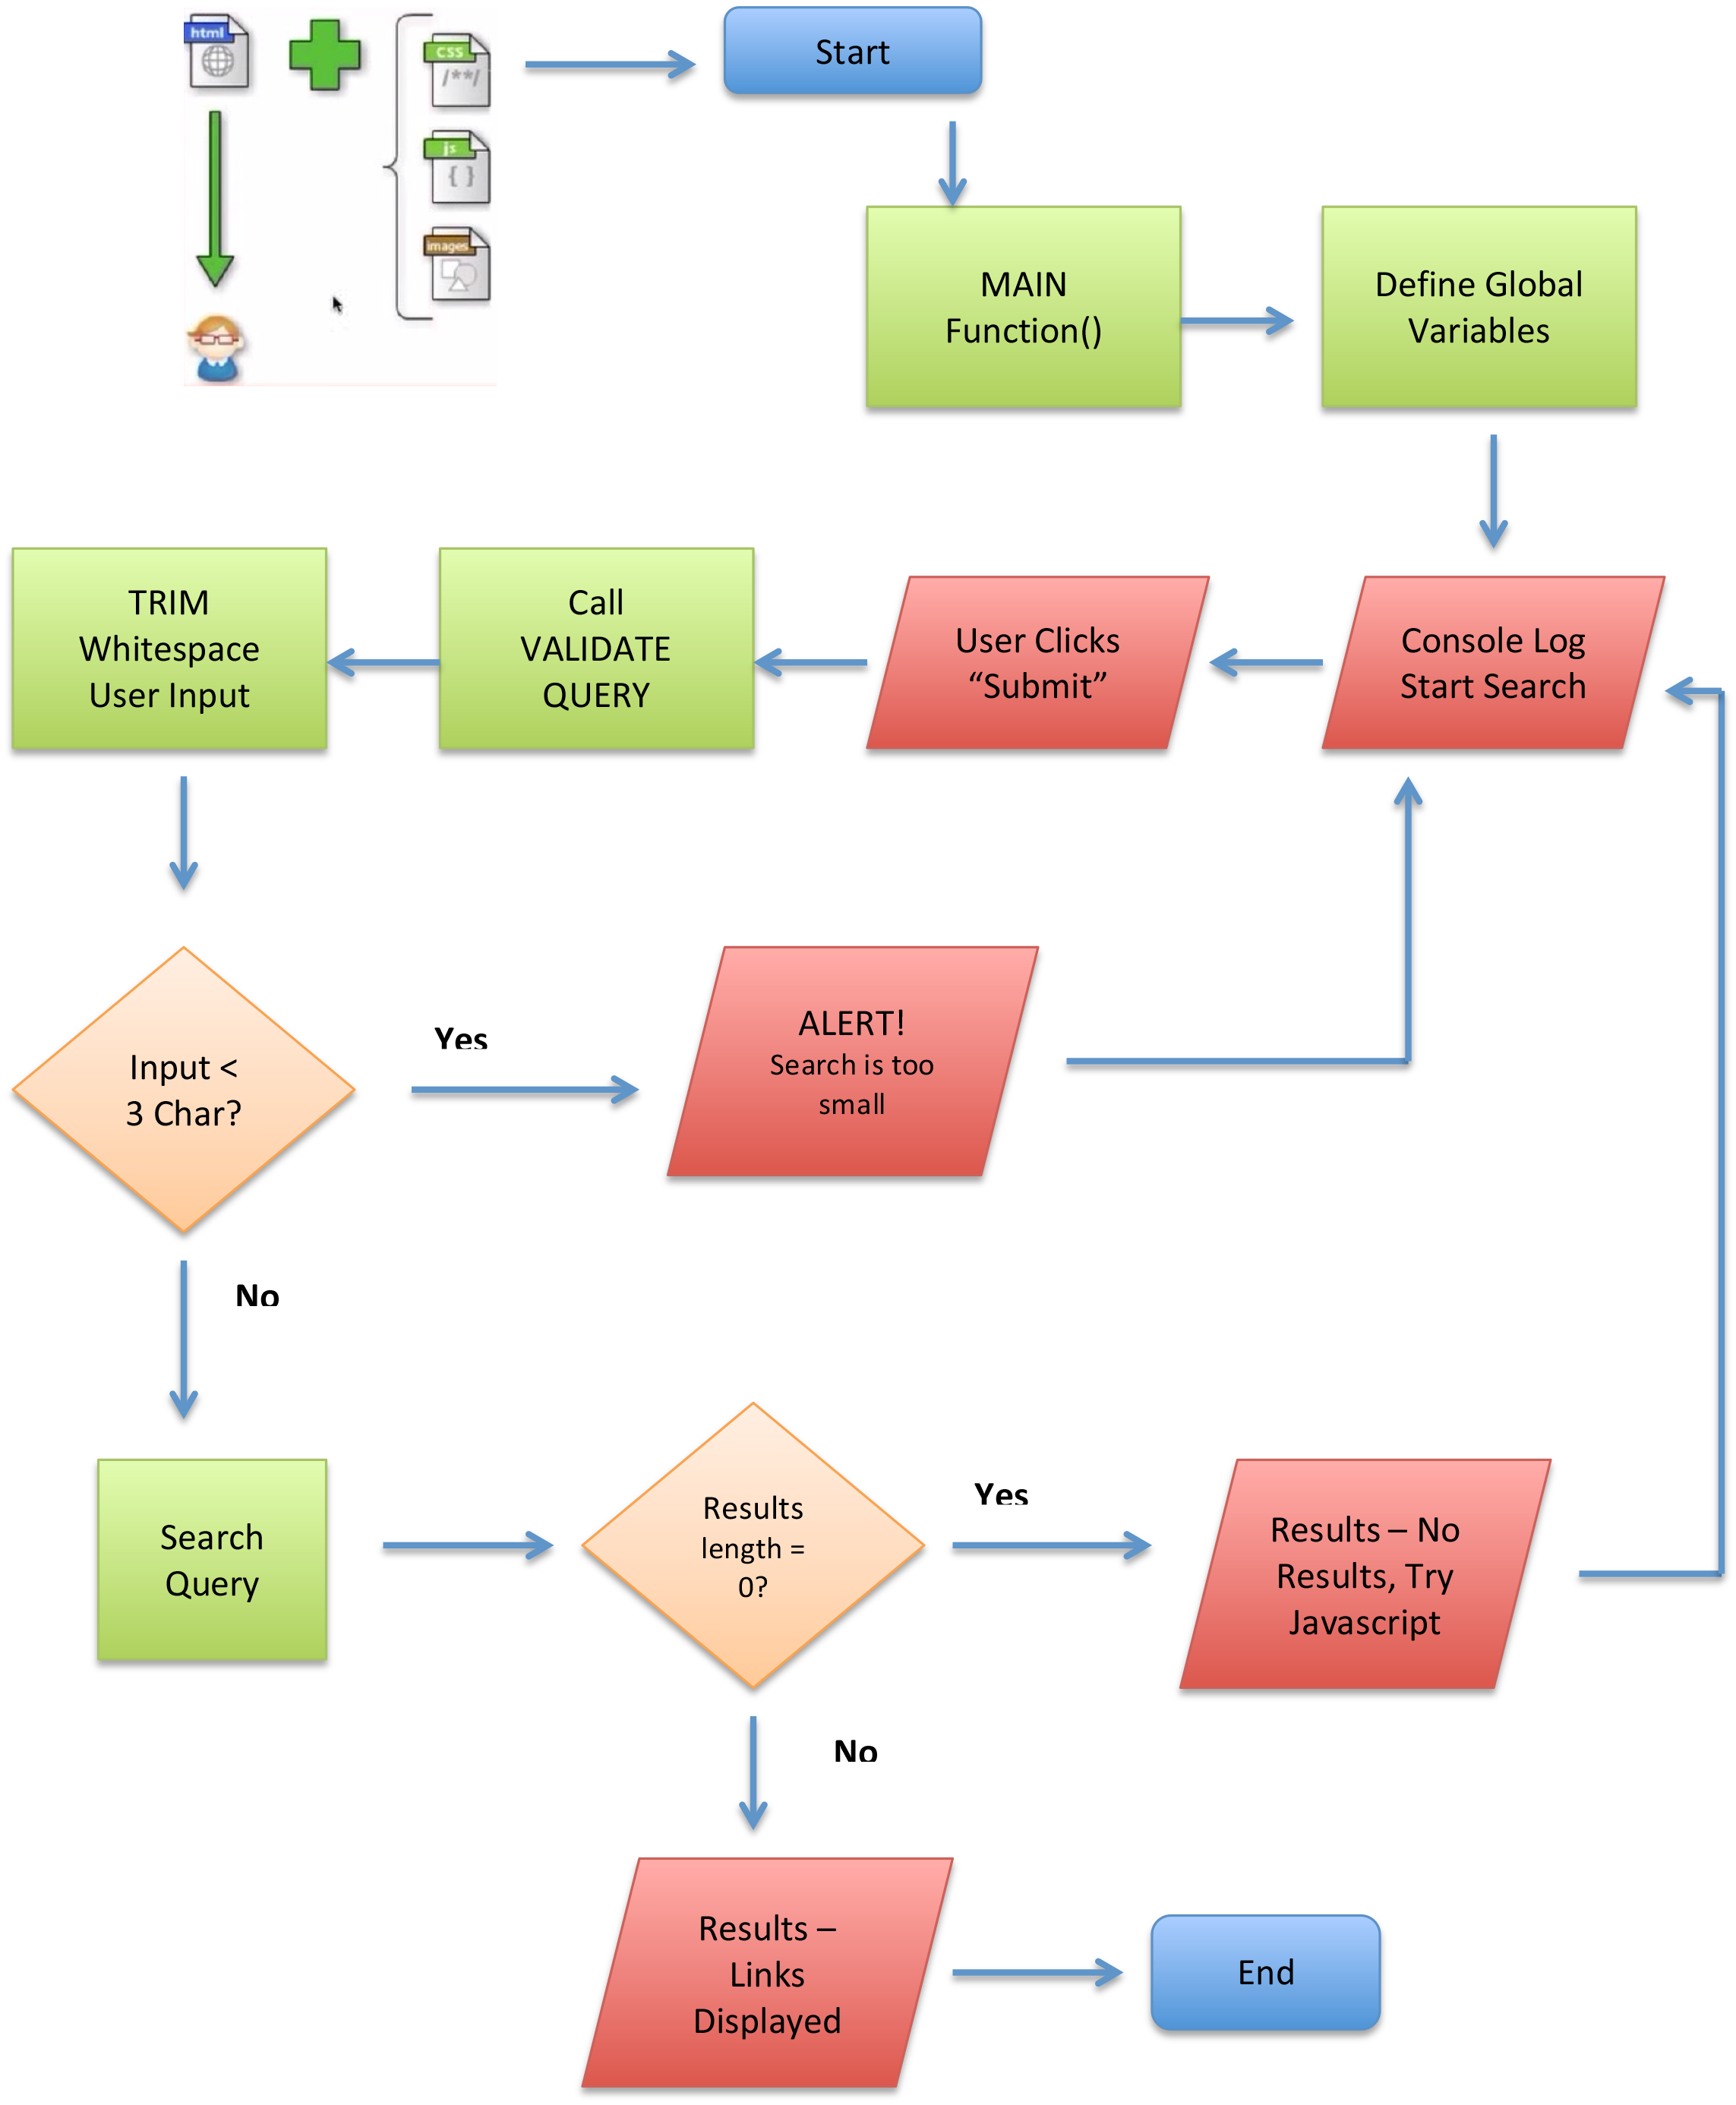 html
css
/**/
js
{ }
images
Start
MAIN
Function()
Define Global
Variables
TRIM
Whitespace
User Input
Call
VALIDATE
QUERY
User Clicks
“Submit”
Console Log
Start Search
Input <
3 Char?
Yes
ALERT!
Search is too
small
No
Search
Query
Results
length =
0?
Yes
Results – No
Results, Try
Javascript
No
Results –
Links
Displayed
End